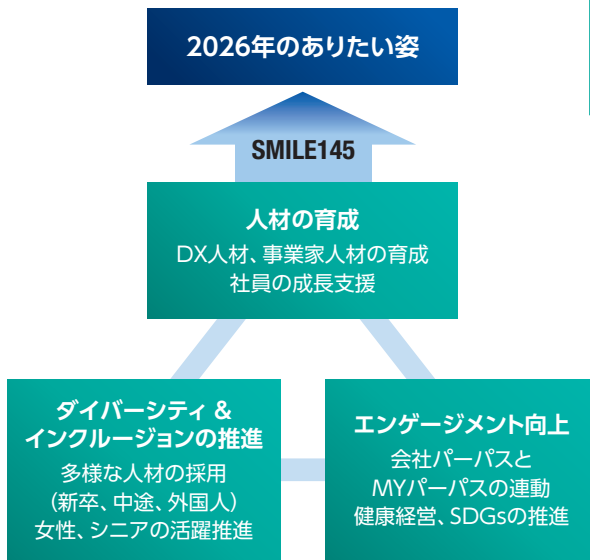 2026年のありたい姿
SMILE145
人材の育成
DX人材、事業家人材の育成
社員の成長支援
ダイバーシティ &
インクルージョンの推進
多様な人材の採用
(新卒、中途、外国人)
女性、シニアの活躍推進
エンゲージメント向上
会社パーパスと
MYパーパスの連動
健康経営、SDGsの推進